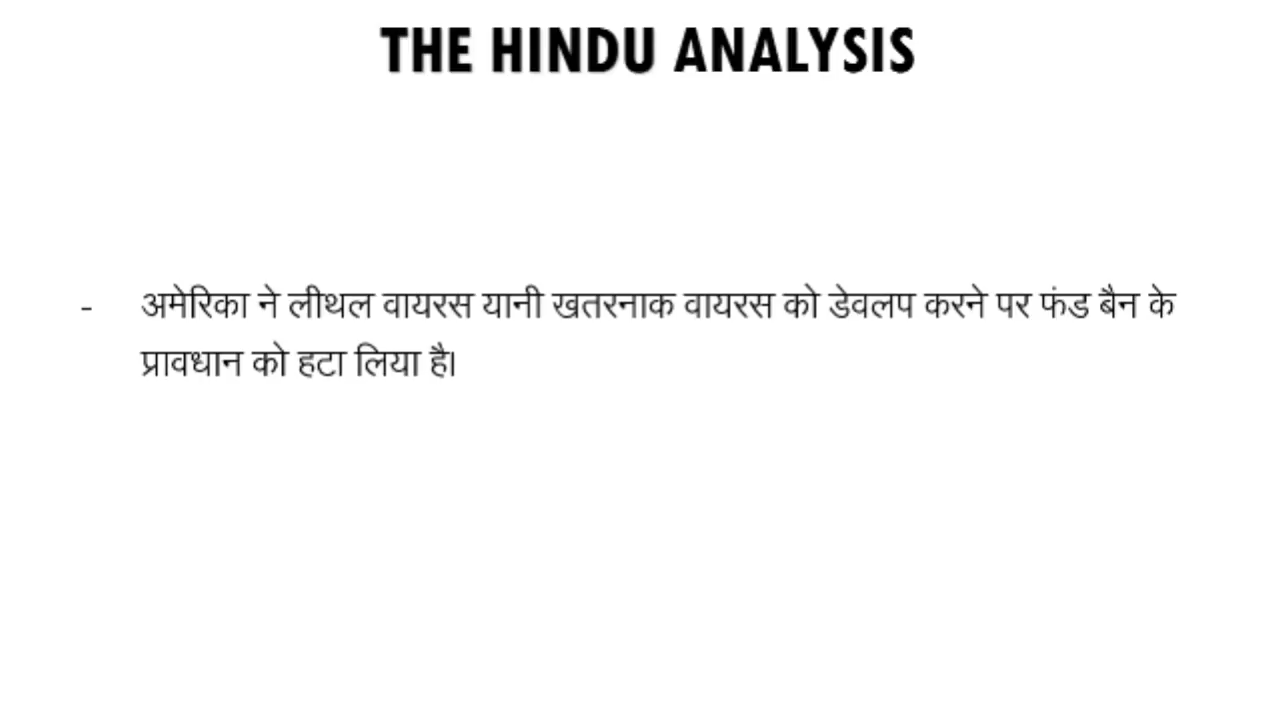 THE HINDU ANALYSIS
- अमेरिका ने लीथल वायरस यानी खतरनाक वायरस को डेवलप करने पर फंड बैन के
प्रावधान को हटा लिया है।